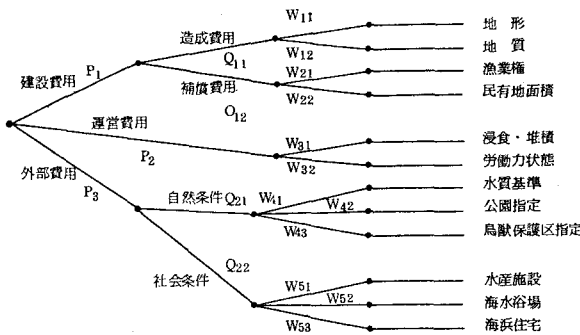 建設費用
P₁
造成費用
Q₁₁
W₁₁
地形
W₁₂
地質
補償費用
O₁₂
W₂₁
漁業権
W₂₂
民有地面積
運営費用
P₂
W₃₁
浸食・堆積
W₃₂
労働力状態
外部費用
P₃
自然条件Q₂₁
W₄₁
水質基準
W₄₂
公園指定
W₄₃
鳥獣保護区指定
社会条件
Q₂₂
W₅₁
水産施設
W₅₂
海水浴場
W₅₃
海浜住宅